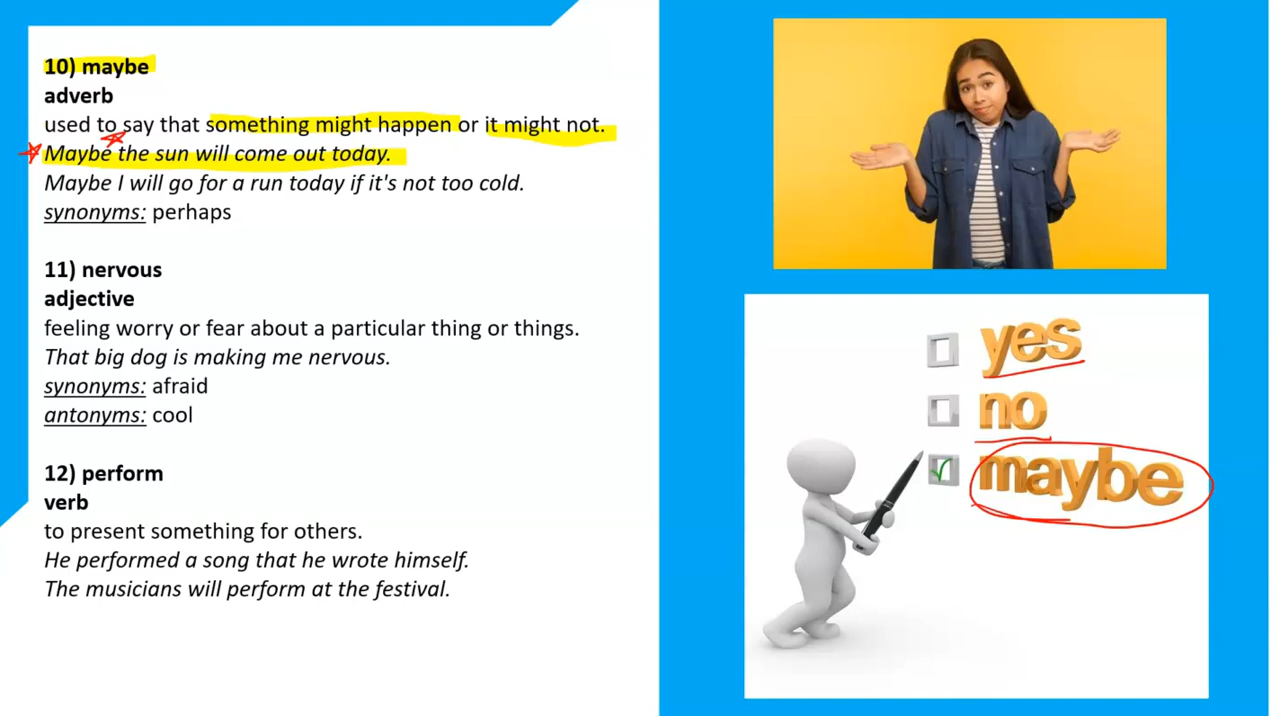 10) maybe
adverb
used to say that something might happen or it might not.
Maybe the sun will come out today.
Maybe I will go for a run today if it's not too cold.
synonyms: perhaps
11) nervous
adjective
feeling worry or fear about a particular thing or things.
That big dog is making me nervous.
synonyms: afraid
antonyms: cool
12) perform
verb
to present something for others.
He performed a song that he wrote himself.
The musicians will perform at the festival.
yes
no
maybe